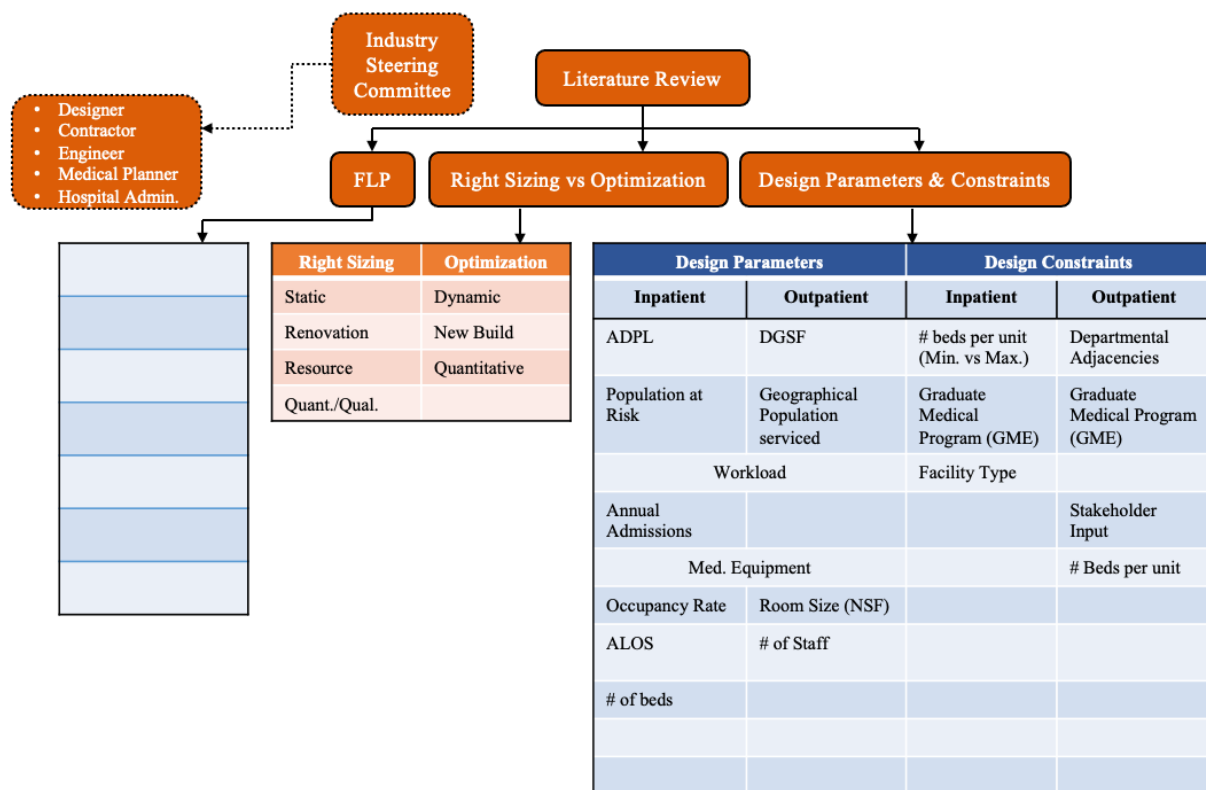 Industry
Steering
Committee
Literature Review
• Designer
• Contractor
• Engineer
• Medical Planner
• Hospital Admin.
FLP
Right Sizing vs Optimization
Design Parameters & Constraints
Right Sizing
Optimization
Static
Dynamic
Renovation
New Build
Resource
Quantitative
Quant./Qual.
Design Parameters
Design Constraints
Inpatient
Outpatient
Inpatient
Outpatient
ADPL
DGSF
# beds per unit
(Min. vs Max.)
Departmental
Adjacencies
Population at
Risk
Geographical
Population
serviced
Graduate
Medical
Program (GME)
Graduate
Medical Program
(GME)
Workload
Facility Type
Annual
Admissions
Stakeholder
Input
Med. Equipment
# Beds per unit
Occupancy Rate
Room Size (NSF)
ALOS
# of Staff
# of beds